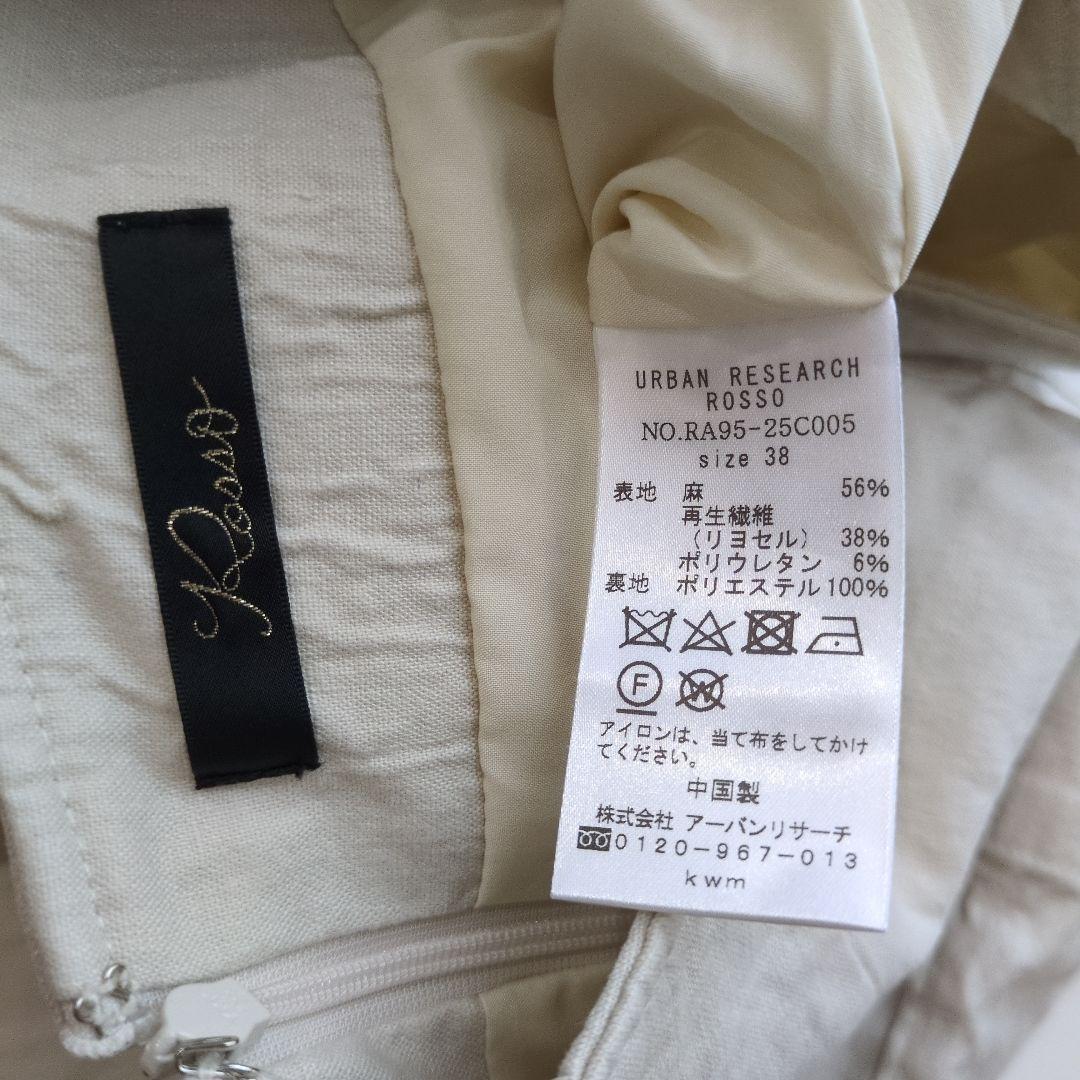 Rosso
URBAN RESEARCH
ROSSO
NO.RA95-25C005
size 38
表地 麻 56%
再生繊維
（リヨセル） 38%
ポリウレタン 6%
裏地 ポリエステル 100%
F W
アイロンは、当て布をしてかけ
てください。
中国製
株式会社 アーバンリサーチ
0120-967-013
kwm